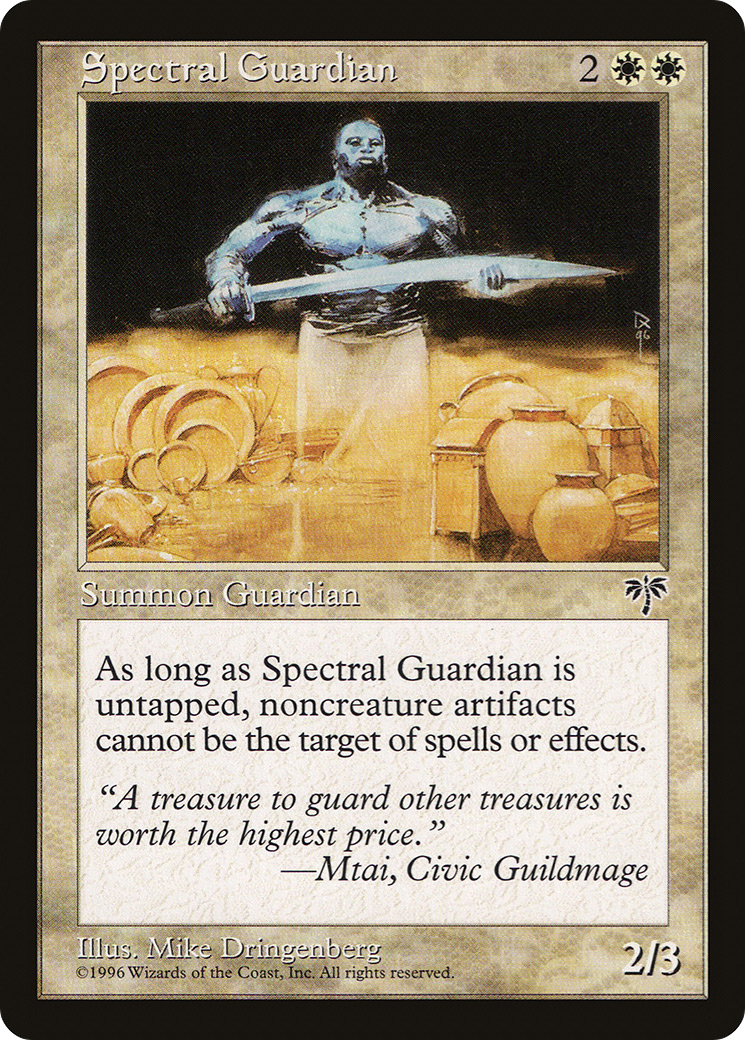 Spectral Guardian 2
96
Summon Guardian
As long as Spectral Guardian is
untapped, noncreature artifacts
cannot be the target of spells or effects.
“A treasure to guard other treasures is
worth the highest price.”
—Mtai, Civic Guildmage
Illus. Mike Dringenberg
©1996 Wizards of the Coast, Inc. All rights reserved.
2/3